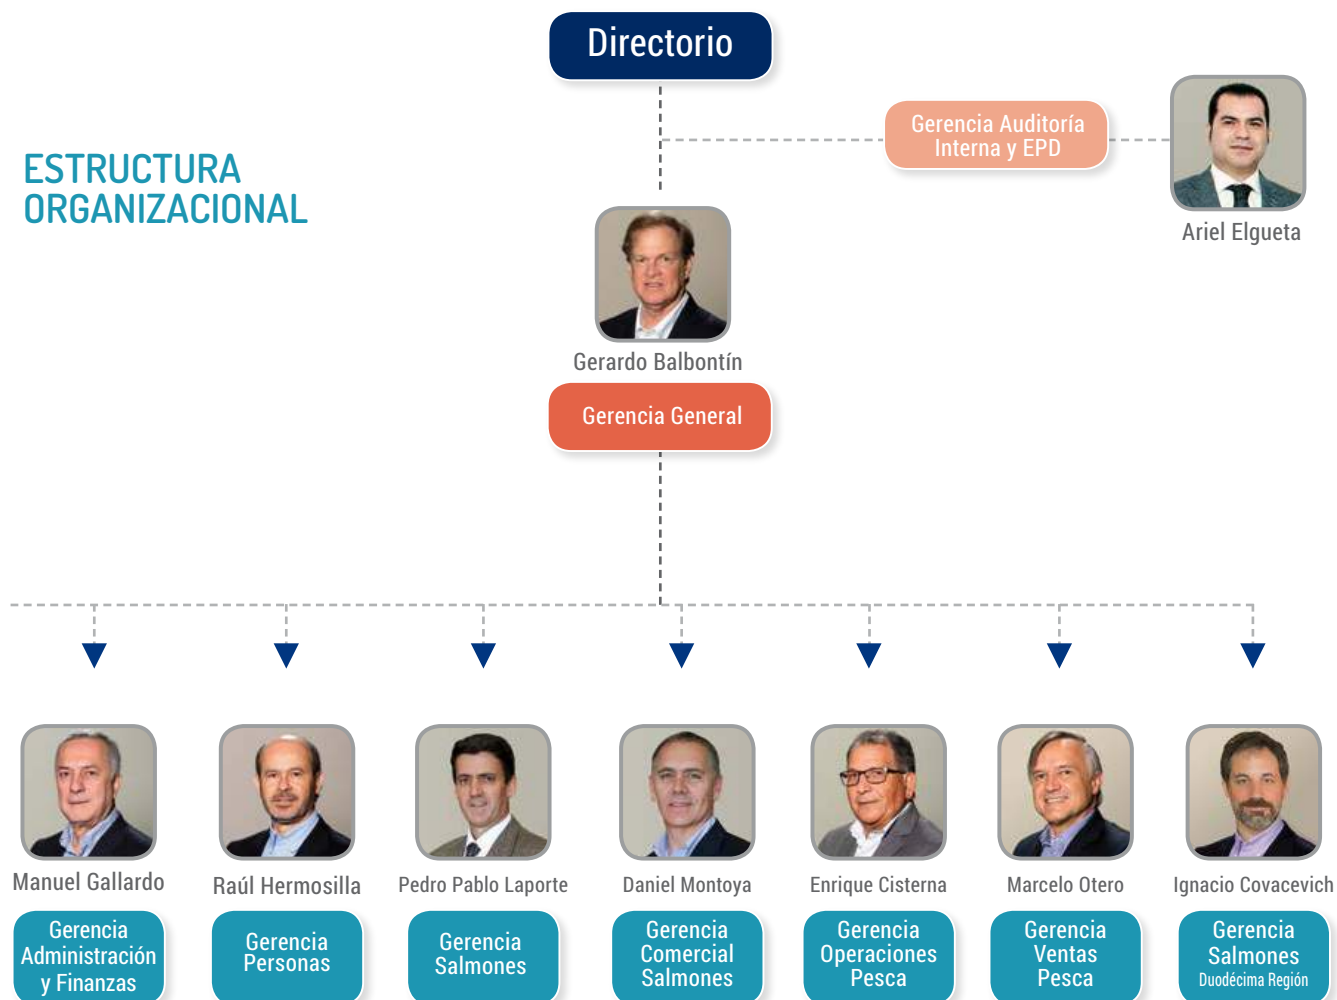 Directorio
Gerencia Auditoría
Interna y EPD
ESTRUCTURA
ORGANIZACIONAL
Ariel Elgueta
Gerardo Balbontín
Gerencia General
Manuel Gallardo
Raúl Hermosilla
Pedro Pablo Laporte
Daniel Montoya
Enrique Cisterna
Marcelo Otero
Ignacio Covacevich
Gerencia
Administración
y Finanzas
Gerencia
Personas
Gerencia
Salmones
Gerencia
Comercial
Salmones
Gerencia
Operaciones
Pesca
Gerencia
Ventas
Pesca
Gerencia
Salmones
Duodécima Región